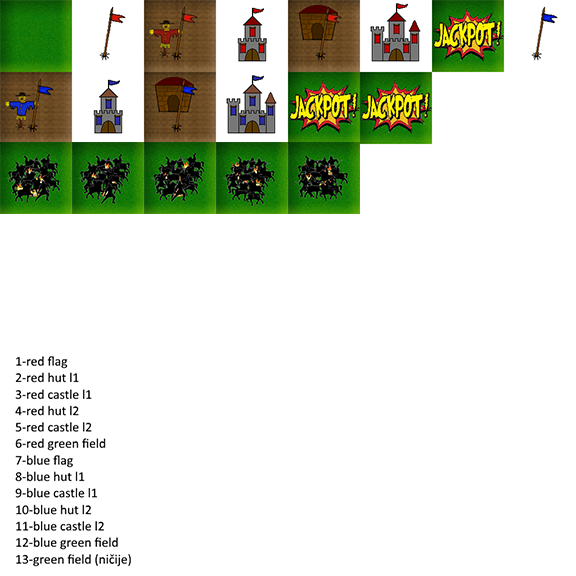 JACKPOT!
JACKPOT!
JACKPOT!
1-red flag
2-red hut l1
3-red castle l1
4-red hut l2
5-red castle l2
6-red green field
7-blue flag
8-blue hut l1
9-blue castle l1
10-blue hut l2
11-blue castle l2
12-blue green field
13-green field (ničije)